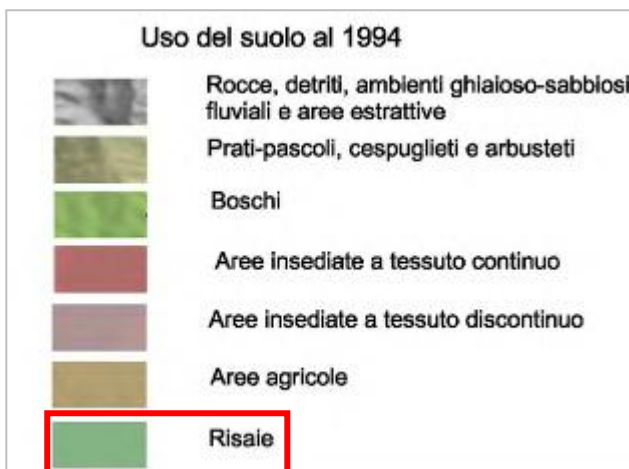 Uso del suolo al 1994
Rocce, detriti, ambienti ghiaioso-sabbiosi
fluviali e aree estrattive
Prati-pascoli, cespuglieti e arbusteti
Boschi
Aree insediate a tessuto continuo
Aree insediate a tessuto discontinuo
Aree agricole
Risaie